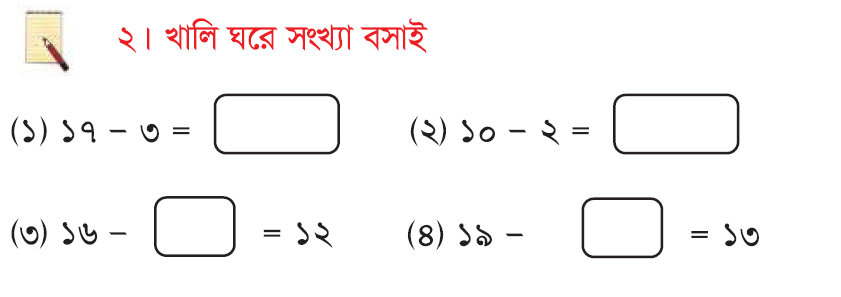 ২। খালি ঘরে সংখ্যা বসাই
(১) ১৭ − ৩ =
(২) ১০ − ২ =
(৩) ১৬ − = ১২
(৪) ১৯ − = ১৩